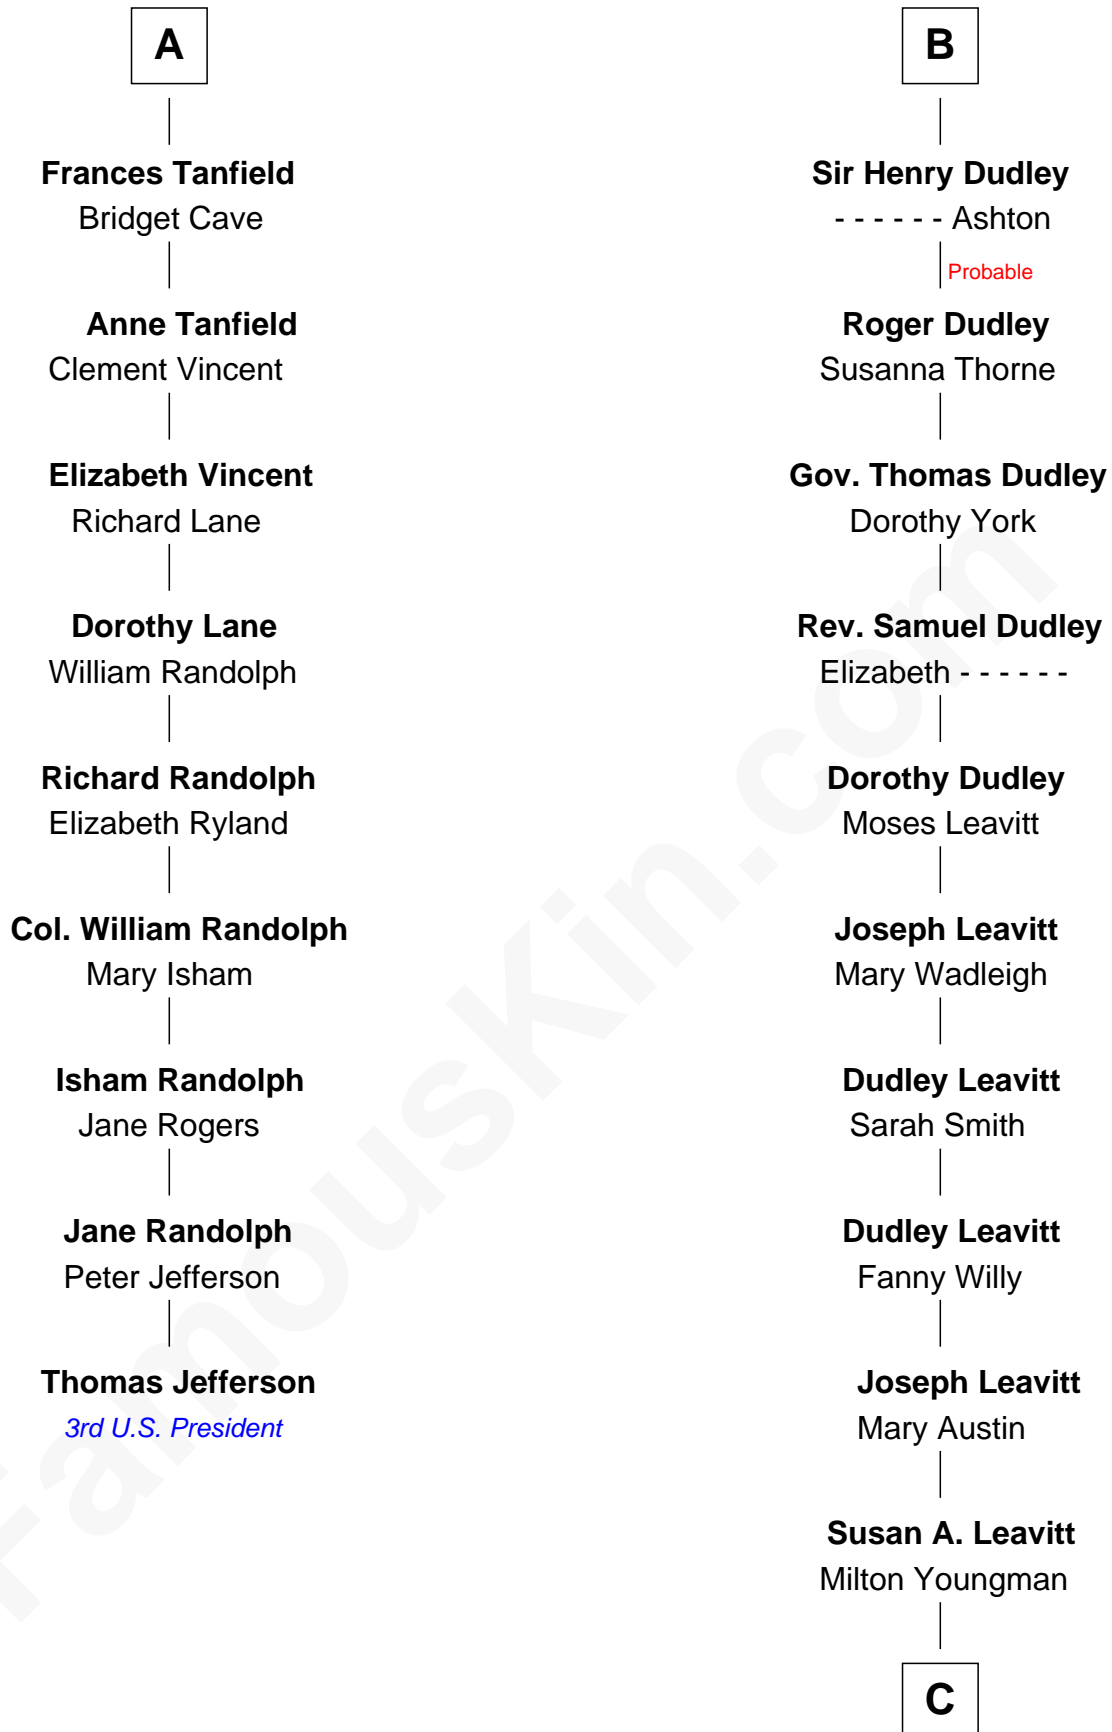 A
Frances Tanfield
Bridget Cave
Anne Tanfield
Clement Vincent
Elizabeth Vincent
Richard Lane
Dorothy Lane
William Randolph
Richard Randolph
Elizabeth Ryland
Col. William Randolph
Mary Isham
Isham Randolph
Jane Rogers
Jane Randolph
Peter Jefferson
Thomas Jefferson
3rd U.S. President
B
Sir Henry Dudley
- - - - - - Ashton
Probable
Roger Dudley
Susanna Thorne
Gov. Thomas Dudley
Dorothy York
Rev. Samuel Dudley
Elizabeth - - - - - -
Dorothy Dudley
Moses Leavitt
Joseph Leavitt
Mary Wadleigh
Dudley Leavitt
Sarah Smith
Dudley Leavitt
Fanny Willy
Joseph Leavitt
Mary Austin
Susan A. Leavitt
Milton Youngman
C
FamousKin.com